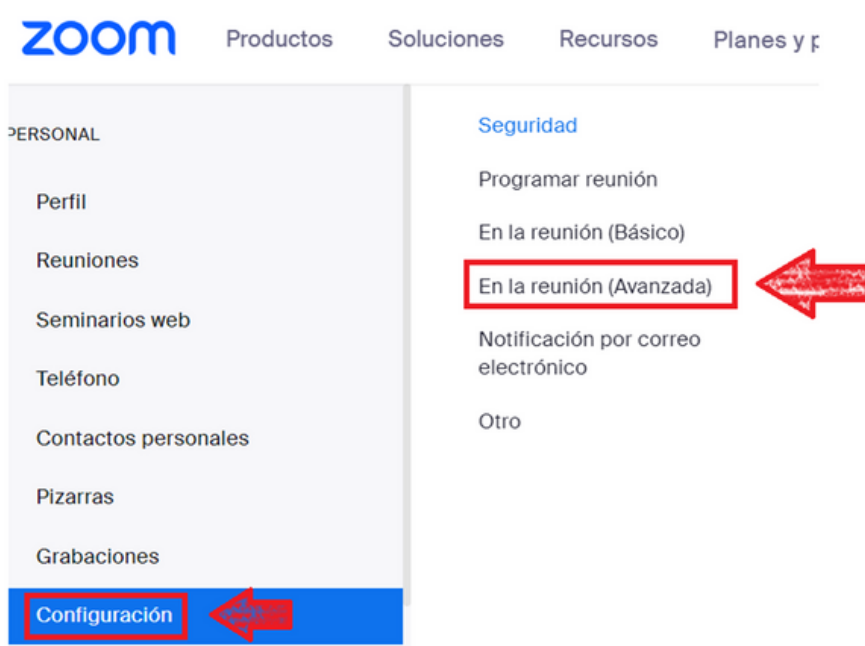 zoom Productos Soluciones Recursos Planes y p
PERSONAL
Perfil
Reuniones
Seminarios web
Teléfono
Contactos personales
Pizarras
Grabaciones
Configuración
Seguridad
Programar reunión
En la reunión (Básico)
En la reunión (Avanzada)
Notificación por correo
electrónico
Otro